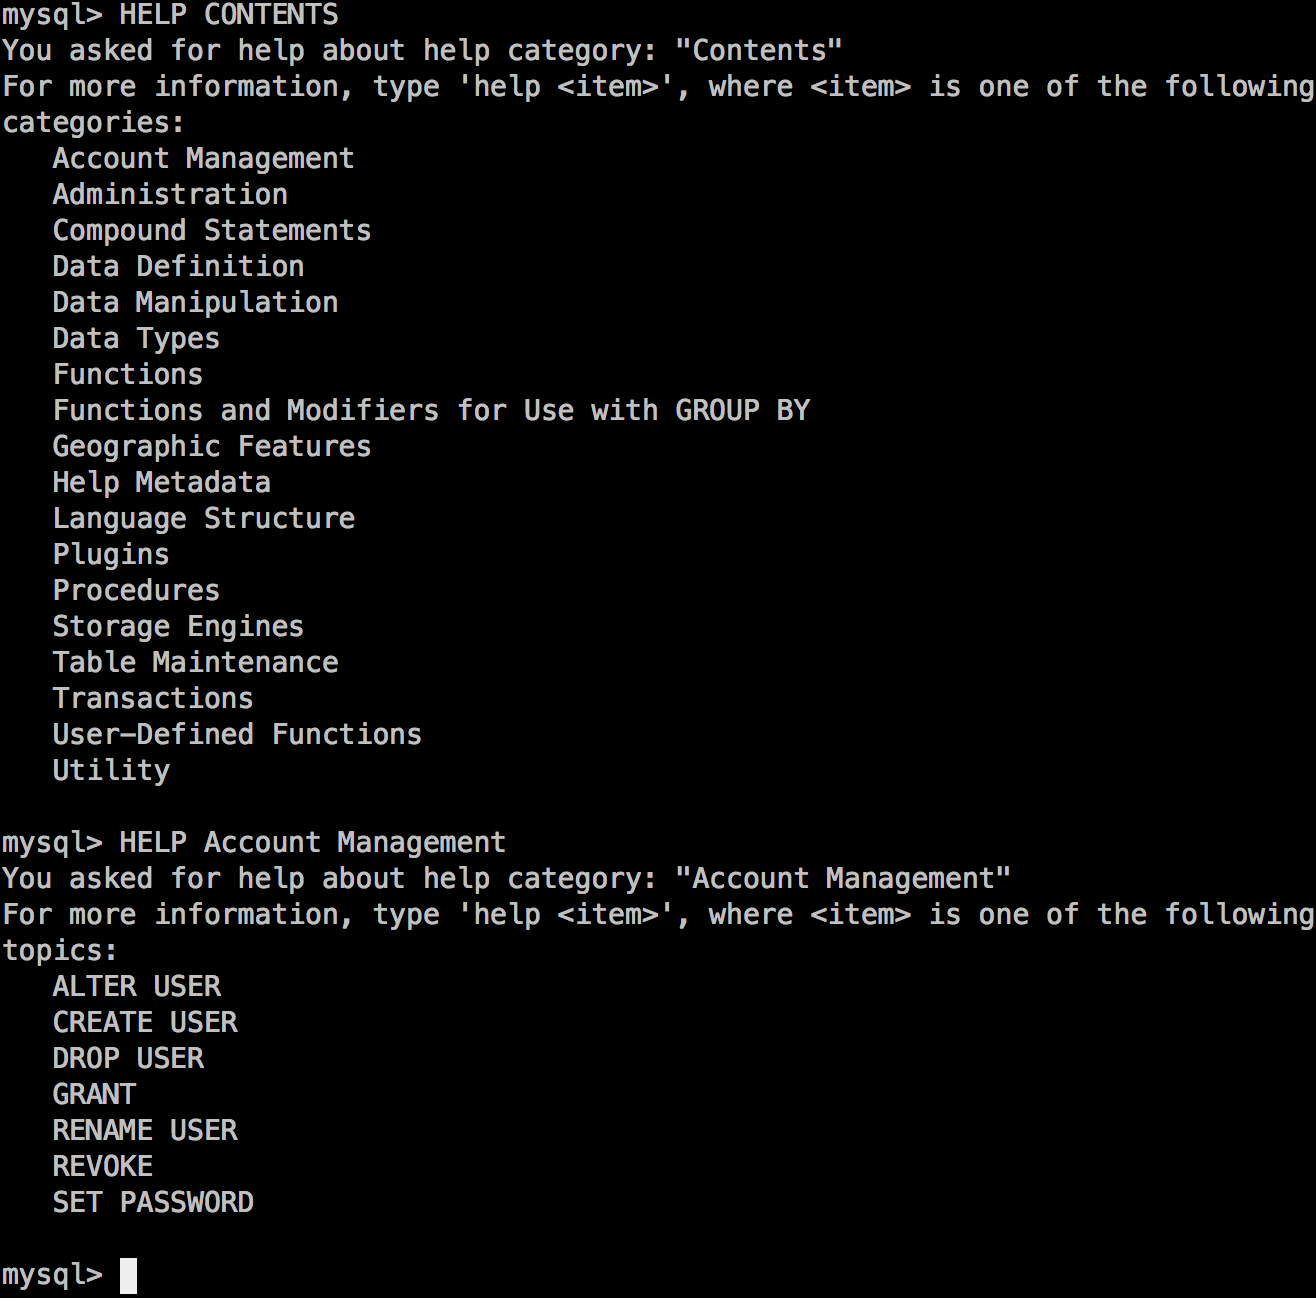 mysql> HELP CONTENTS
You asked for help about help category: "Contents"
For more information, type 'help <item>', where <item> is one of the following
categories:
   Account Management
   Administration
   Compound Statements
   Data Definition
   Data Manipulation
   Data Types
   Functions
   Functions and Modifiers for Use with GROUP BY
   Geographic Features
   Help Metadata
   Language Structure
   Plugins
   Procedures
   Storage Engines
   Table Maintenance
   Transactions
   User-Defined Functions
   Utility

mysql> HELP Account Management
You asked for help about help category: "Account Management"
For more information, type 'help <item>', where <item> is one of the following
topics:
   ALTER USER
   CREATE USER
   DROP USER
   GRANT
   RENAME USER
   REVOKE
   SET PASSWORD

mysql>